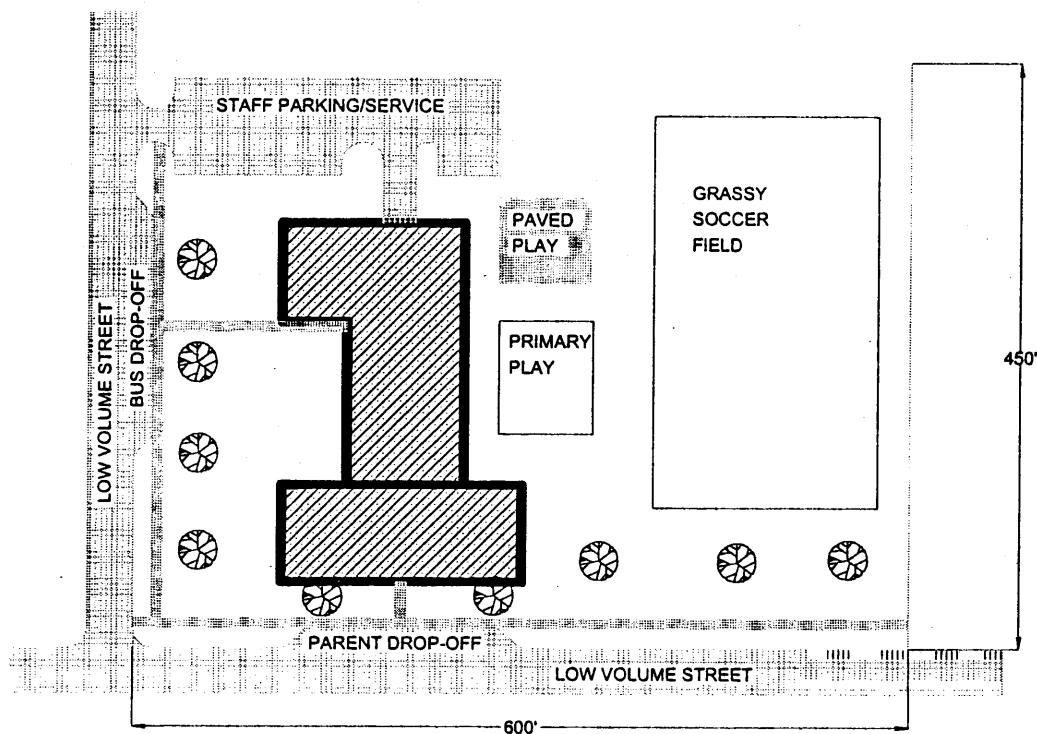 STAFF PARKING/SERVICE
GRASSY
SOCCER
FIELD
PAVED
PLAY
LOW VOLUME STREET
BUS DROP-OFF
PRIMARY
PLAY
450'
PARENT DROP-OFF
LOW VOLUME STREET
600'